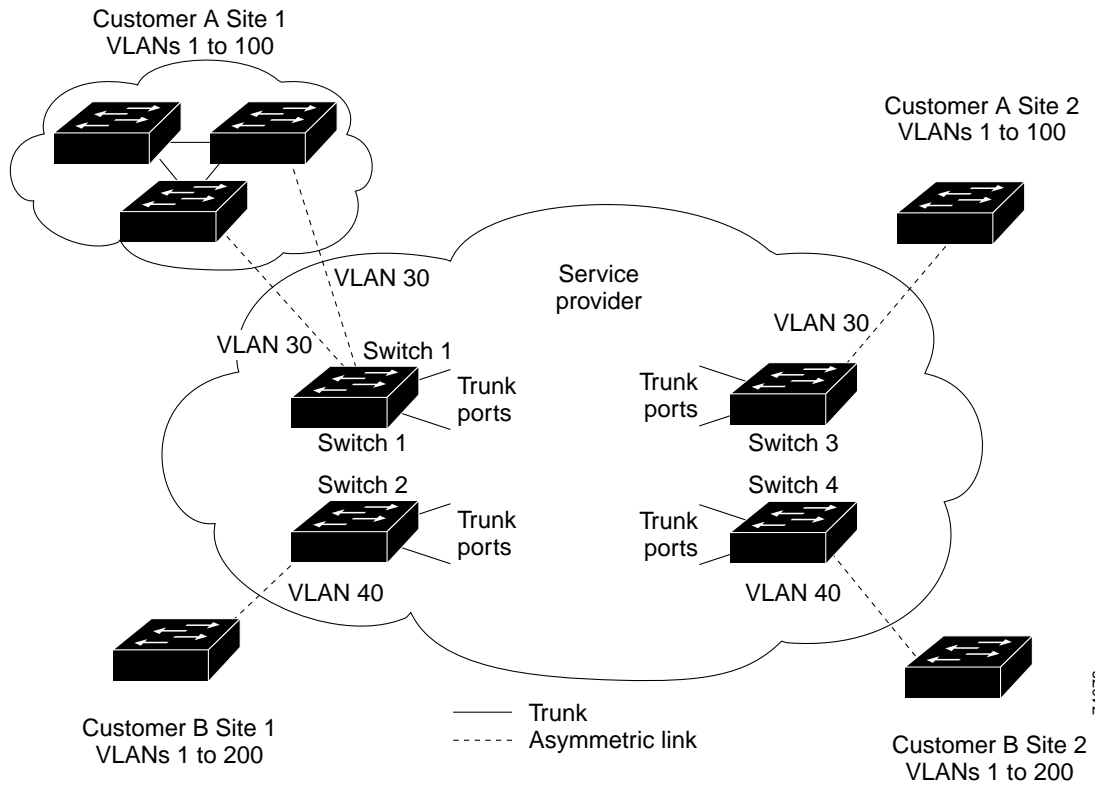 Customer A Site 1
VLANs 1 to 100
Customer A Site 2
VLANs 1 to 100
VLAN 30
Service
provider
VLAN 30
VLAN 30
Switch 1
Trunk
ports
Trunk
ports
Switch 1
Switch 3
Switch 2
Switch 4
Trunk
ports
Trunk
ports
VLAN 40
VLAN 40
Customer B Site 1
VLANs 1 to 200
Trunk
Asymmetric link
Customer B Site 2
VLANs 1 to 200